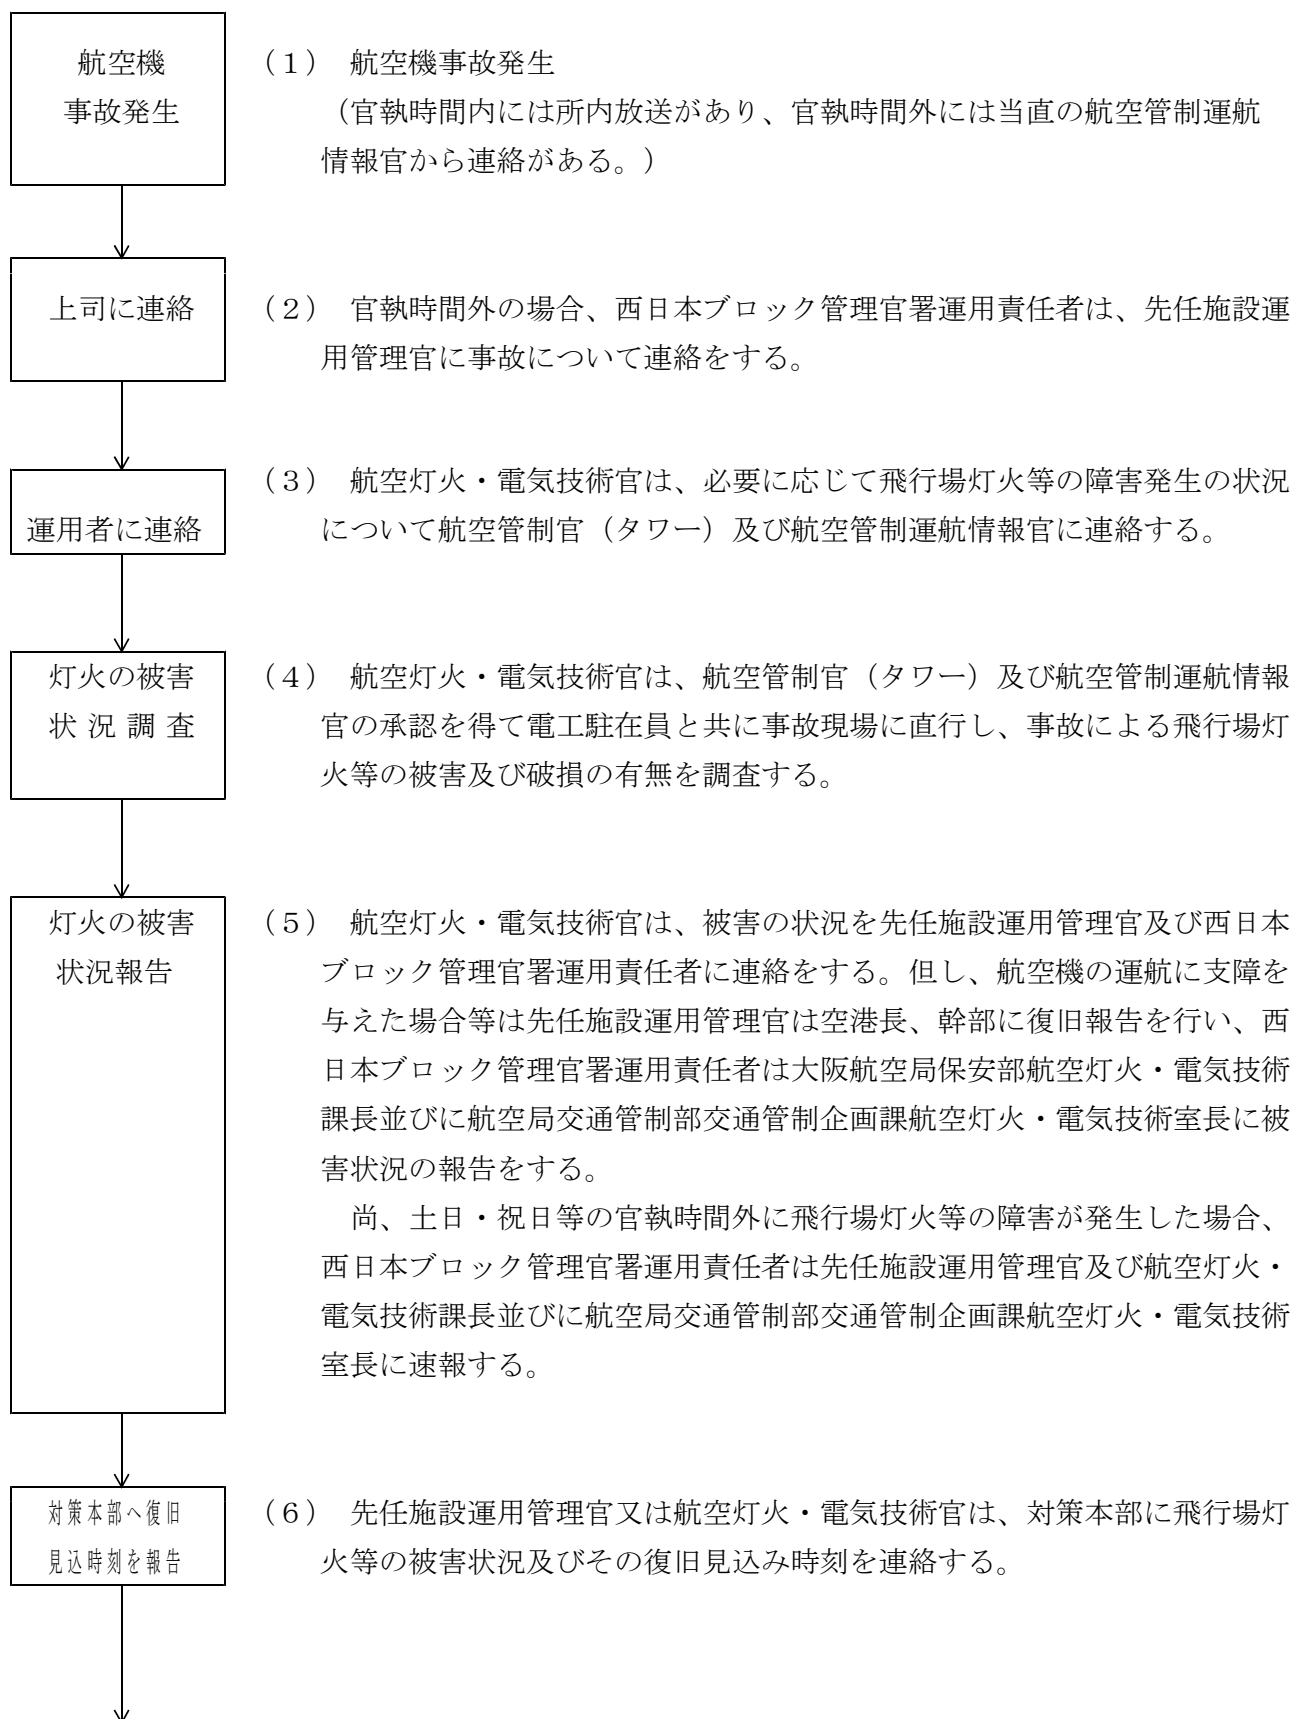 航空機
事故発生
(1) 航空機事故発生
(官執時間内には所内放送があり、官執時間外には当直の航空管制運航
情報官から連絡がある。)
上司に連絡
(2) 官執時間外の場合、西日本ブロック管理官署運用責任者は、先任施設運
用管理官に事故について連絡をする。
運用者に連絡
(3) 航空灯火・電気技術官は、必要に応じて飛行場灯火等の障害発生の状況
について航空管制官(タワー)及び航空管制運航情報官に連絡する。
灯火の被害
状況調査
(4) 航空灯火・電気技術官は、航空管制官(タワー)及び航空管制運航情報
官の承認を得て電工駐在員と共に事故現場に直行し、事故による飛行場灯
火等の被害及び破損の有無を調査する。
灯火の被害
状況報告
(5) 航空灯火・電気技術官は、被害の状況を先任施設運用管理官及び西日本
ブロック管理官署運用責任者に連絡をする。但し、航空機の運航に支障を
与えた場合等は先任施設運用管理官は空港長、幹部に復旧報告を行い、西
日本ブロック管理官署運用責任者は大阪航空局保安部航空灯火・電気技術
課長並びに航空局交通管制部交通管制企画課航空灯火・電気技術室長に被
害状況の報告をする。
尚、土日・祝日等の官執時間外に飛行場灯火等の障害が発生した場合、
西日本ブロック管理官署運用責任者は先任施設運用管理官及び航空灯火・
電気技術課長並びに航空局交通管制部交通管制企画課航空灯火・電気技術
室長に速報する。
対策本部へ復旧
見込時刻を報告
(6) 先任施設運用管理官又は航空灯火・電気技術官は、対策本部に飛行場灯
火等の被害状況及びその復旧見込み時刻を連絡する。